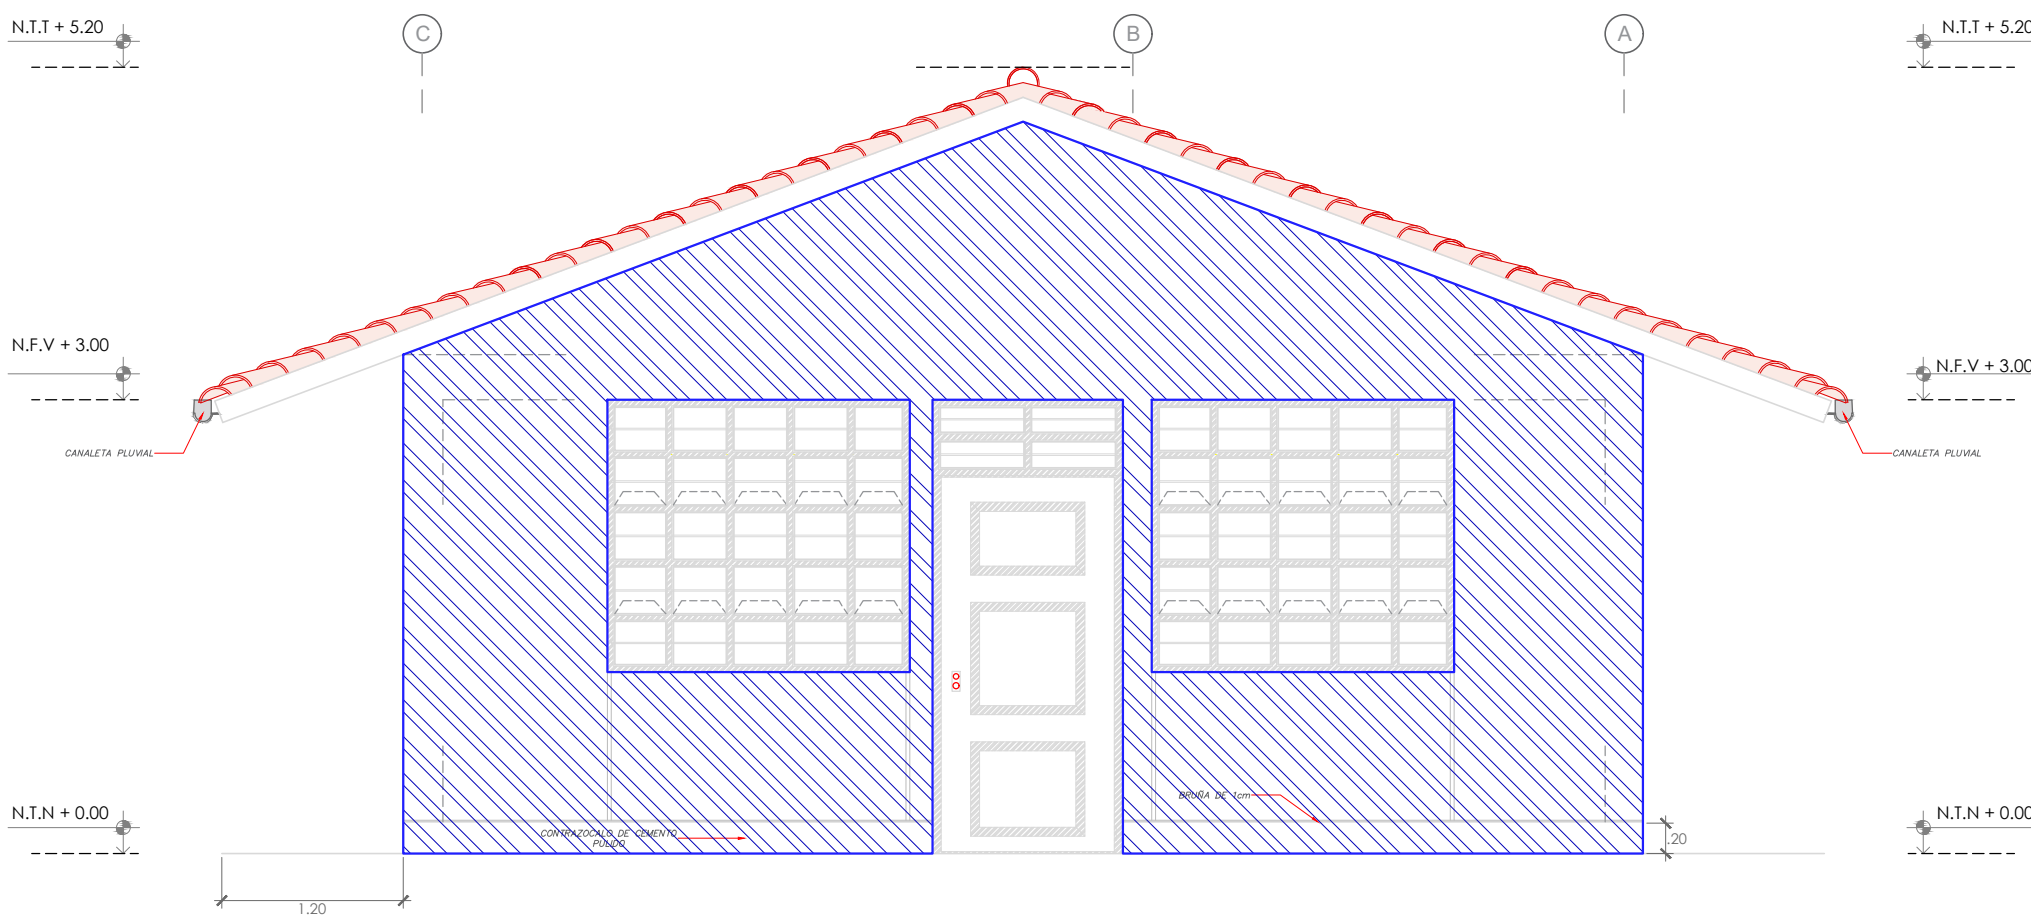 N.T.T + 5.20
C
B
A
N.T.T + 5.20
N.F.V + 3.00
N.F.V + 3.00
CANALETA PLUVIAL
CANALETA PLUVIAL
BRUÑA DE 1cm
N.T.N + 0.00
N.T.N + 0.00
CONTRAZOCALO DE CEMENTO
PULIDO
.20
1.20